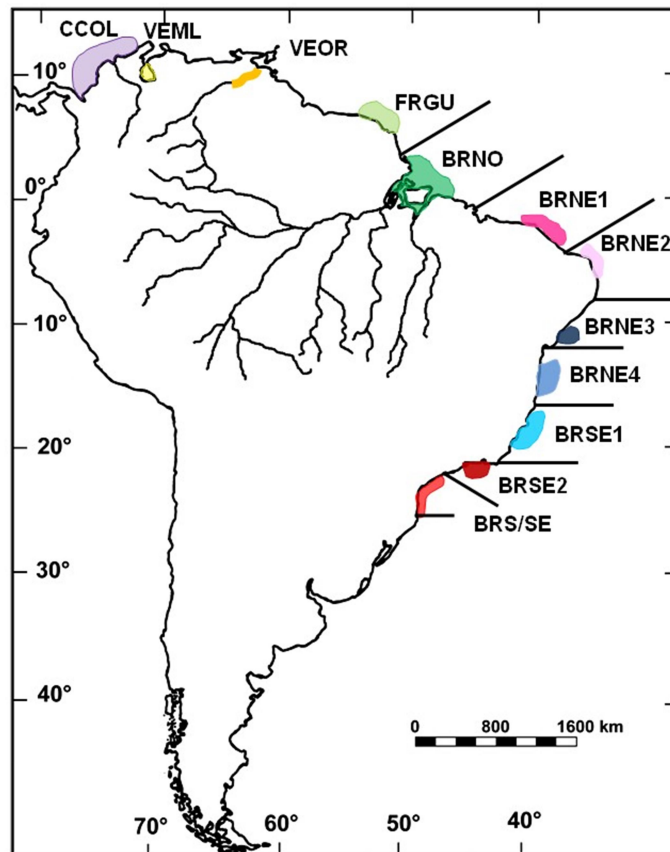 CCOL
VEML
VEOR
10°
FRGU
BRNO
0°
BRNE1
BRNE2
10°
BRNE3
BRNE4
BRSE1
20°
BRSE2
BRS/SE
30°
40°
0 800 1600 km
70° 60° 50° 40°